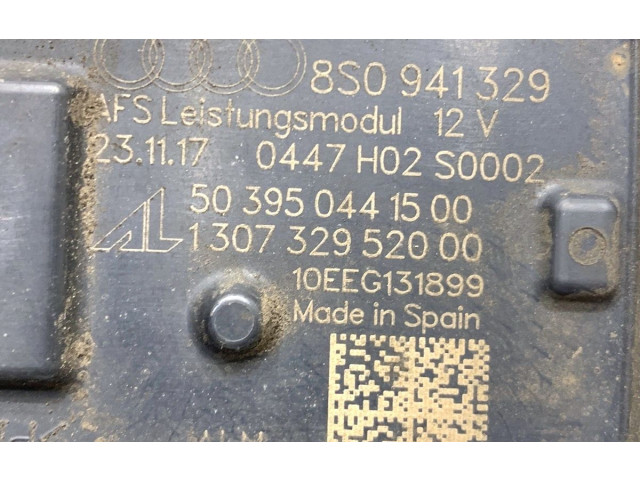 8S0 941 329
AFS Leistungsmodul 12 V
23.11.17 0447 H02 S0002
50 395 044 15 00
AL
1 307 329 520 00
10EEG131899
Made in Spain